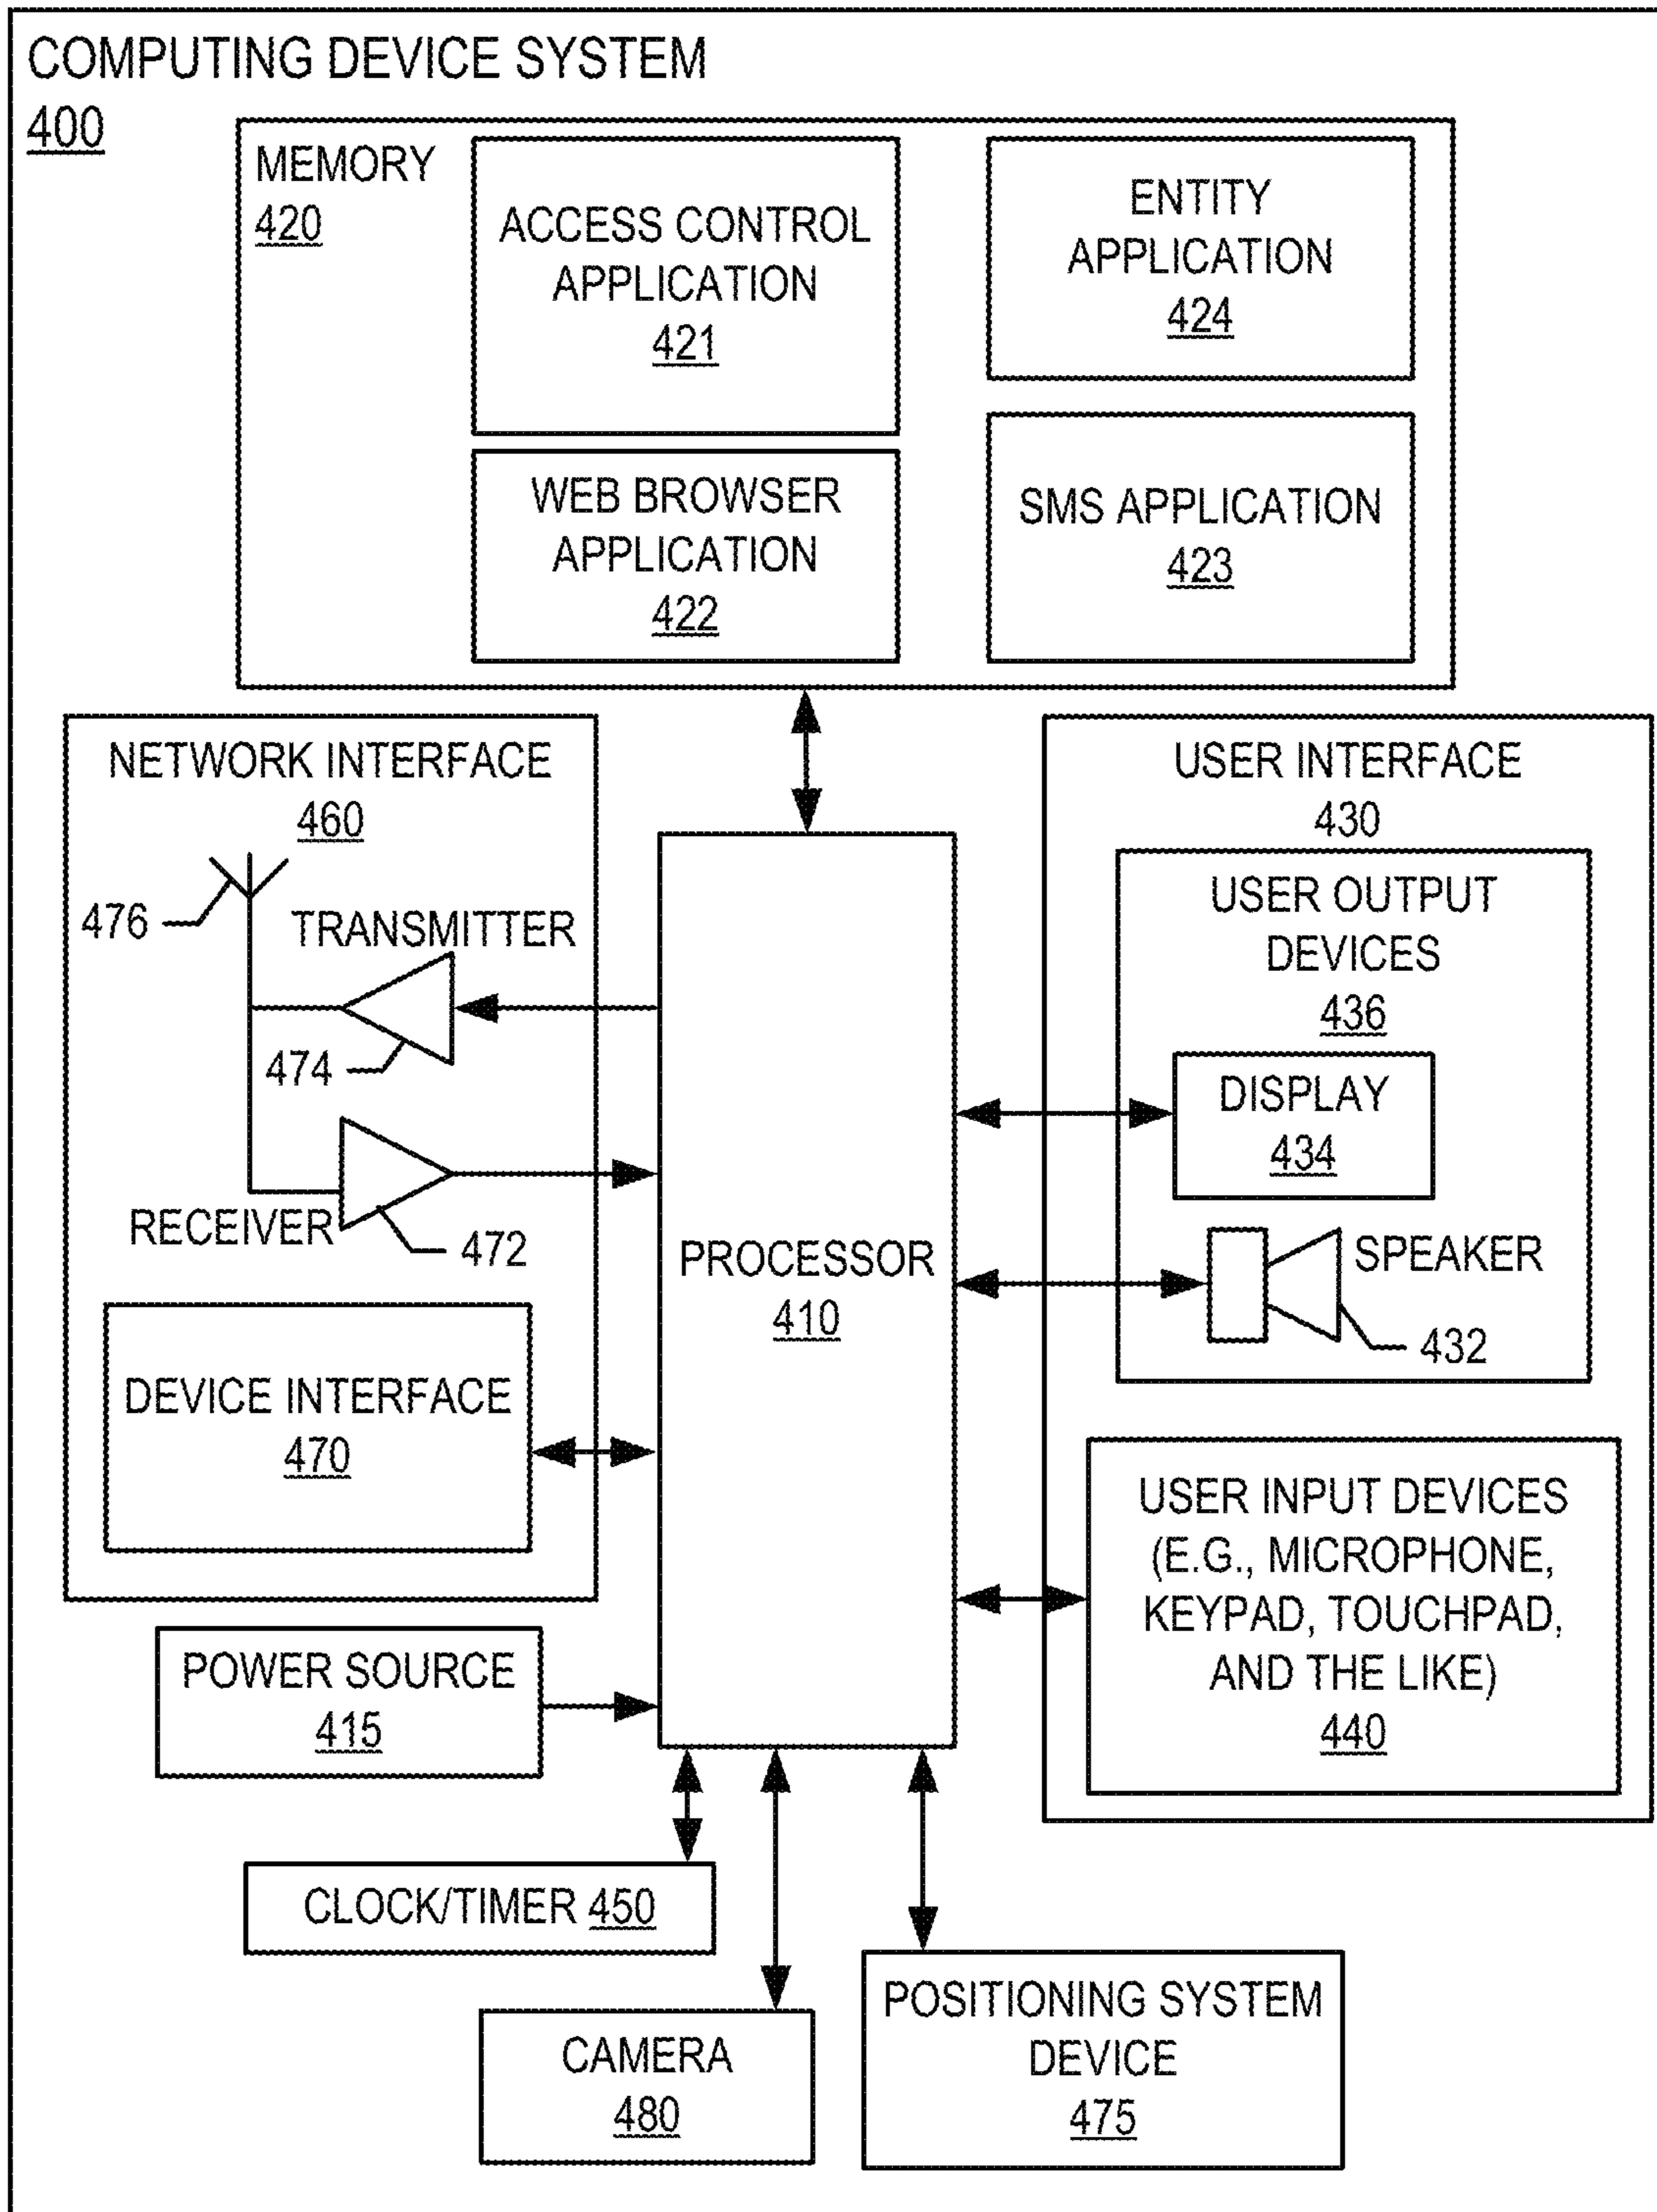 COMPUTING DEVICE SYSTEM
400
MEMORY
420
ACCESS CONTROL
APPLICATION
421
ENTITY
APPLICATION
424
WEB BROWSER
APPLICATION
422
SMS APPLICATION
423
NETWORK INTERFACE
460
476
TRANSMITTER
474
RECEIVER
472
DEVICE INTERFACE
470
PROCESSOR
410
USER INTERFACE
430
USER OUTPUT
DEVICES
436
DISPLAY
434
SPEAKER
432
USER INPUT DEVICES
(E.G., MICROPHONE,
KEYPAD, TOUCHPAD,
AND THE LIKE)
440
POWER SOURCE
415
CLOCK/TIMER 450
CAMERA
480
POSITIONING SYSTEM
DEVICE
475